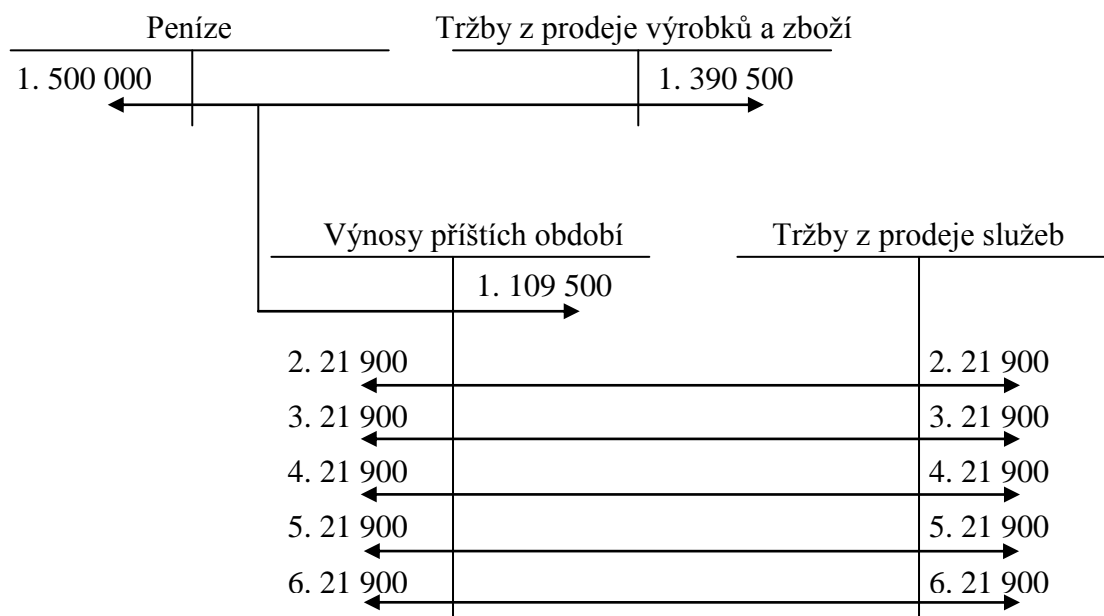 Peníze Tržby z prodeje výrobků a zboží
1. 500 000 1. 390 500
Výnosy příštích období Tržby z prodeje služeb
1. 109 500
2. 21 900 2. 21 900
3. 21 900 3. 21 900
4. 21 900 4. 21 900
5. 21 900 5. 21 900
6. 21 900 6. 21 900